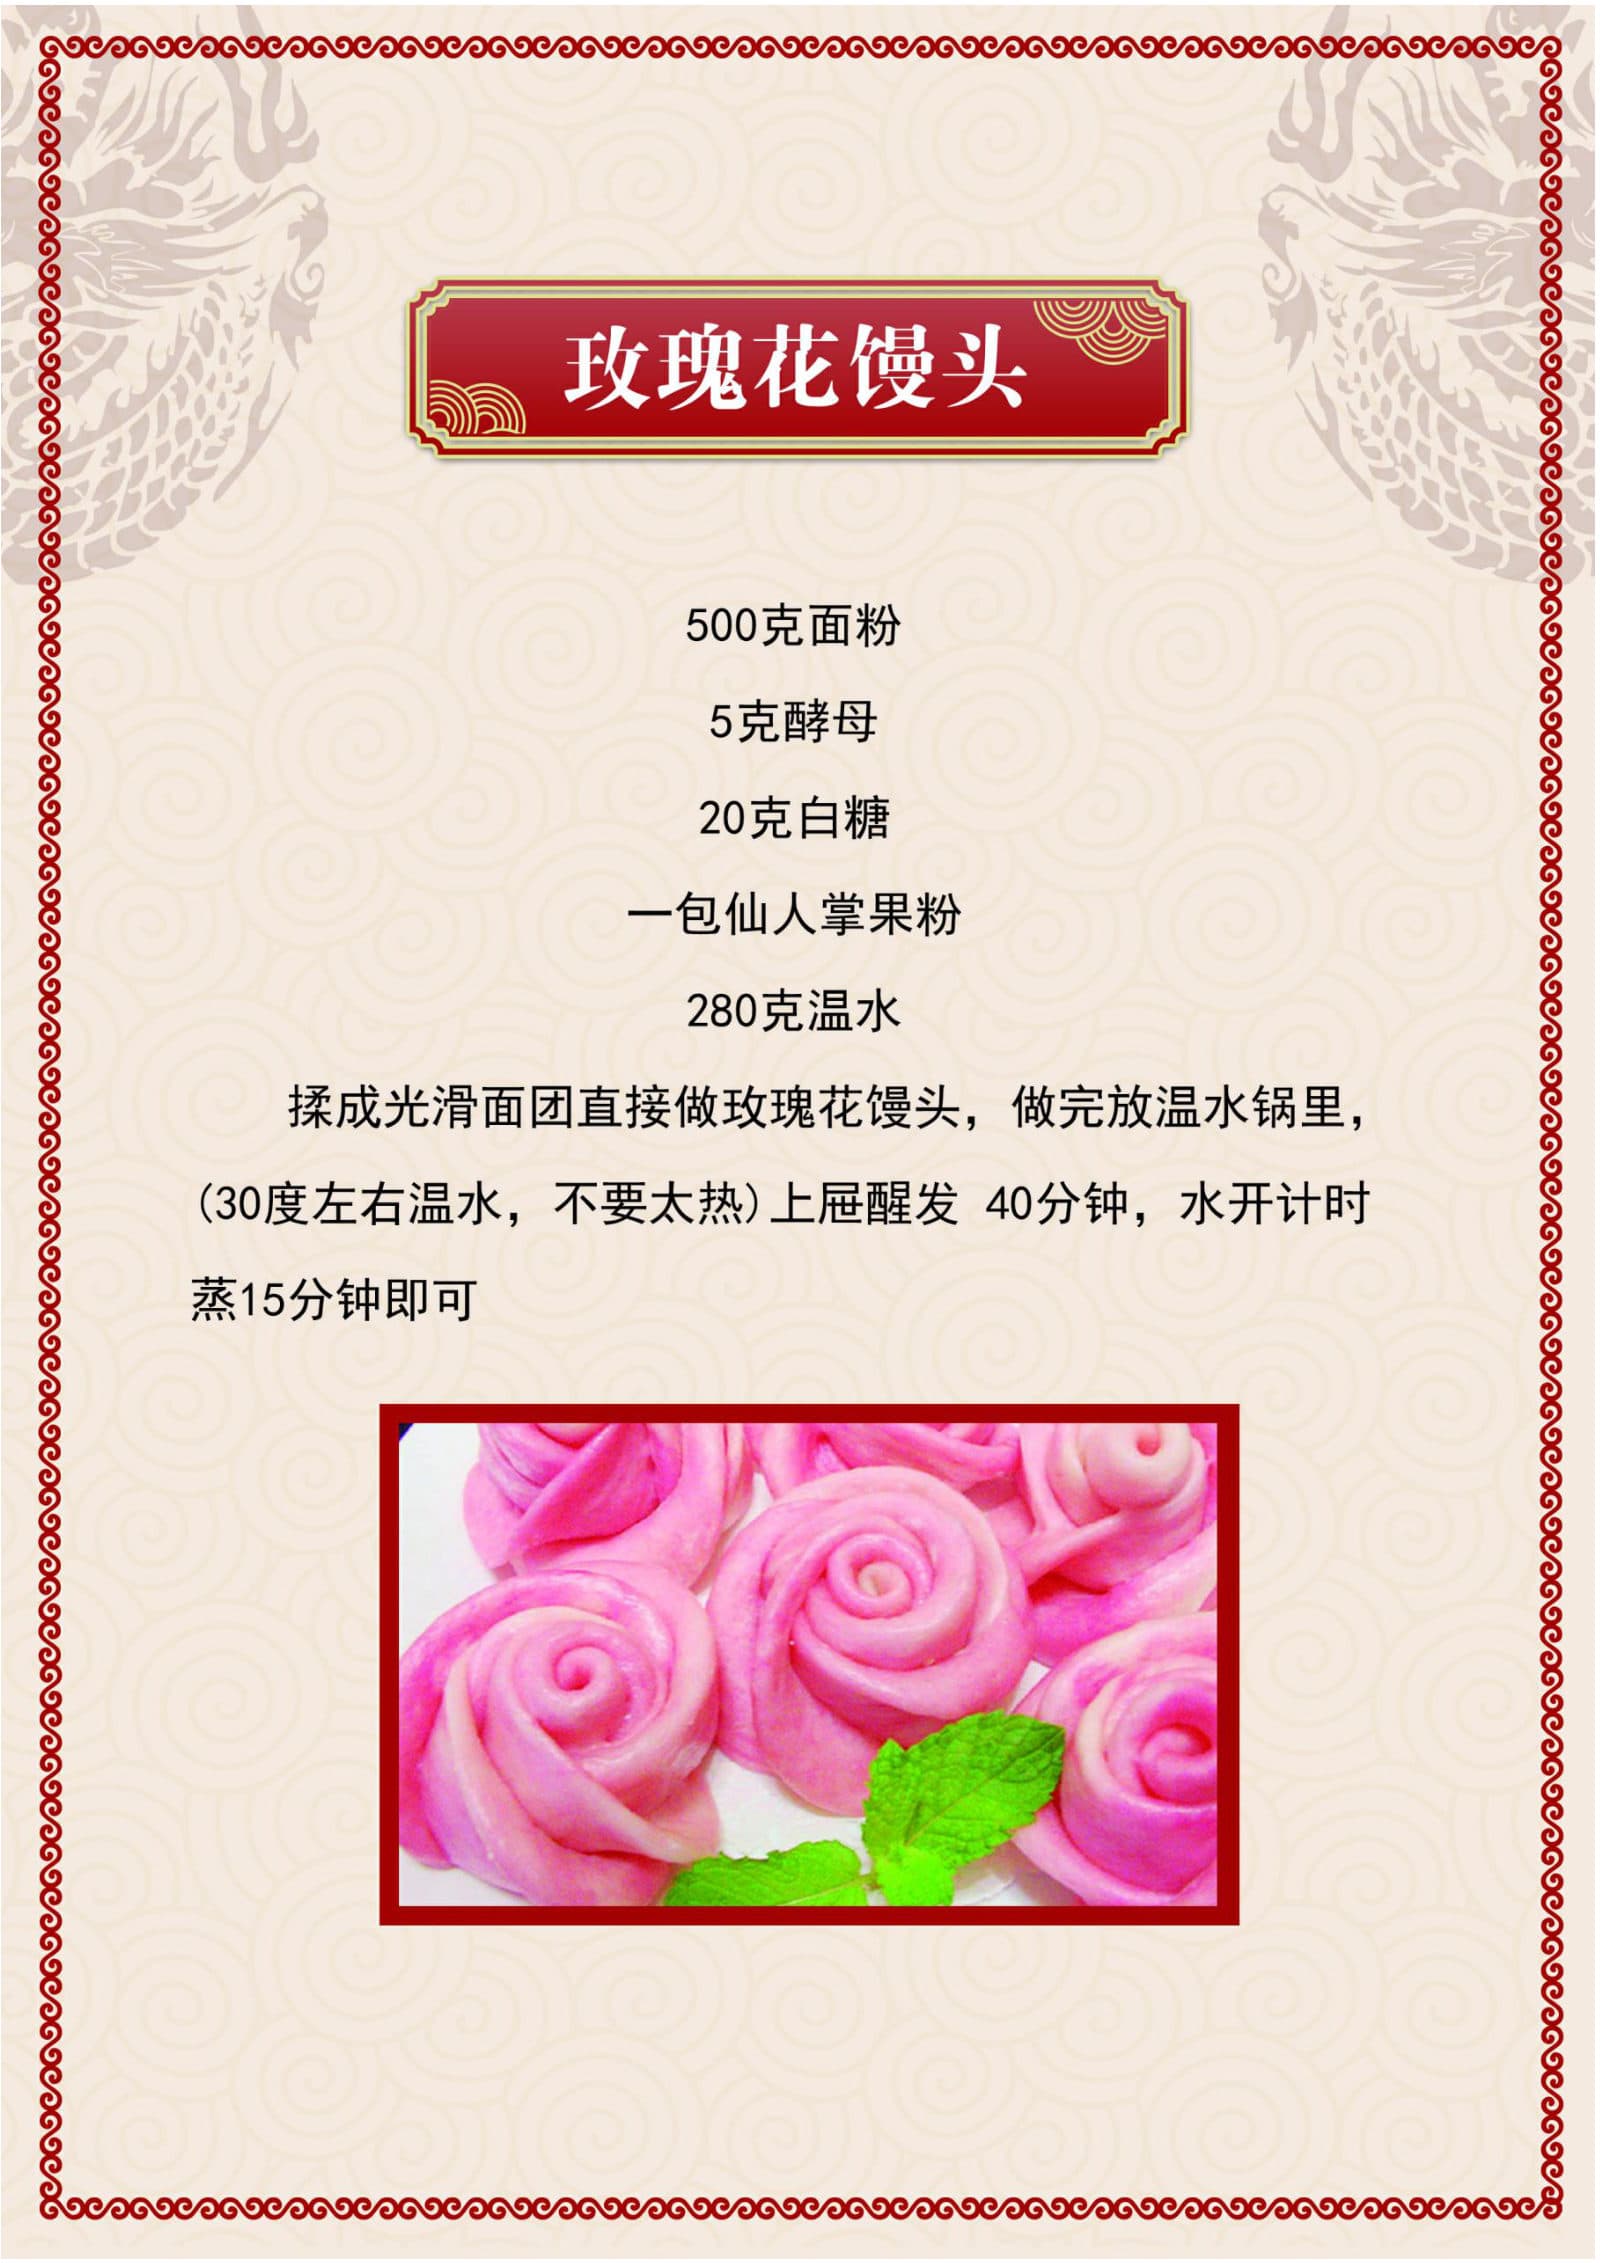 玫瑰花馒头
500克面粉
5克酵母
20克白糖
一包仙人掌果粉
280克温水
揉成光滑面团直接做玫瑰花馒头，做完放温水锅里，
(30度左右温水，不要太热)上屉醒发 40分钟，水开计时
蒸15分钟即可